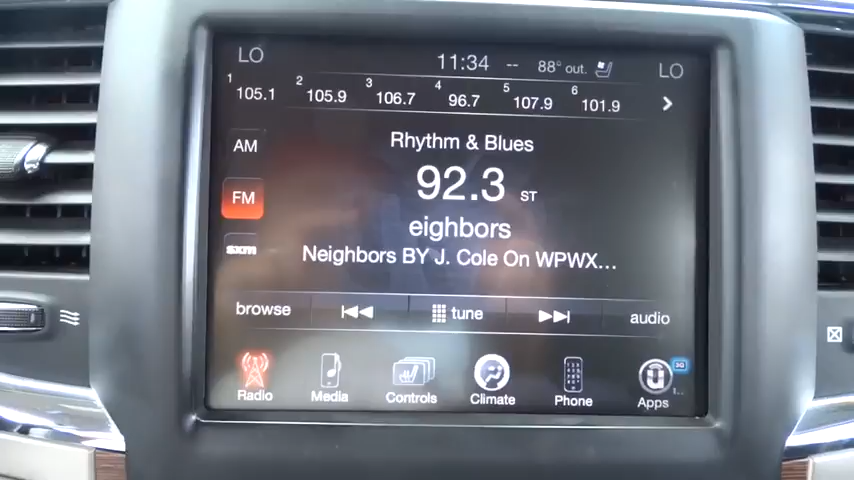 LO 11:34 -- 88° out. LO
1 105.1 2 105.9 3 106.7 4 96.7 5 107.9 6 101.9
AM
Rhythm & Blues
FM
92.3 ST
eighbors
sxm
Neighbors BY J. Cole On WPWX...
browse tune audio
3G
Radio Media Controls Climate Phone Apps